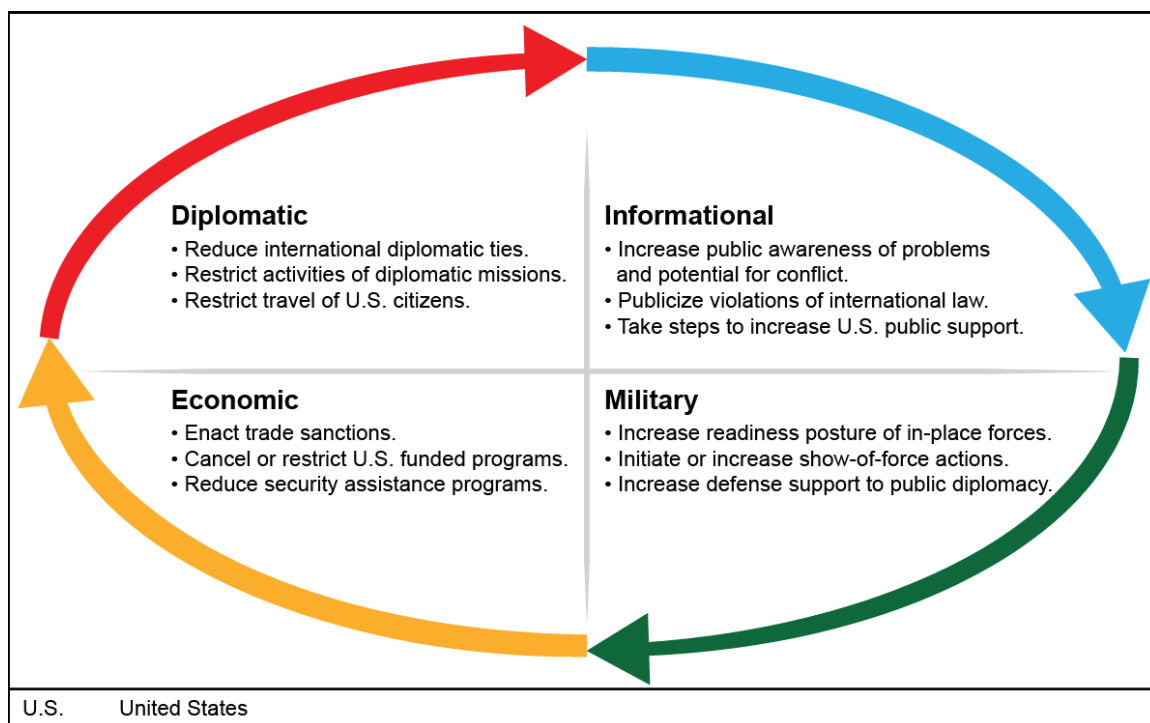 Diplomatic
• Reduce international diplomatic ties.
• Restrict activities of diplomatic missions.
• Restrict travel of U.S. citizens.
Informational
• Increase public awareness of problems
and potential for conflict.
• Publicize violations of international law.
• Take steps to increase U.S. public support.
Economic
• Enact trade sanctions.
• Cancel or restrict U.S. funded programs.
• Reduce security assistance programs.
Military
• Increase readiness posture of in-place forces.
• Initiate or increase show-of-force actions.
• Increase defense support to public diplomacy.
U.S. United States